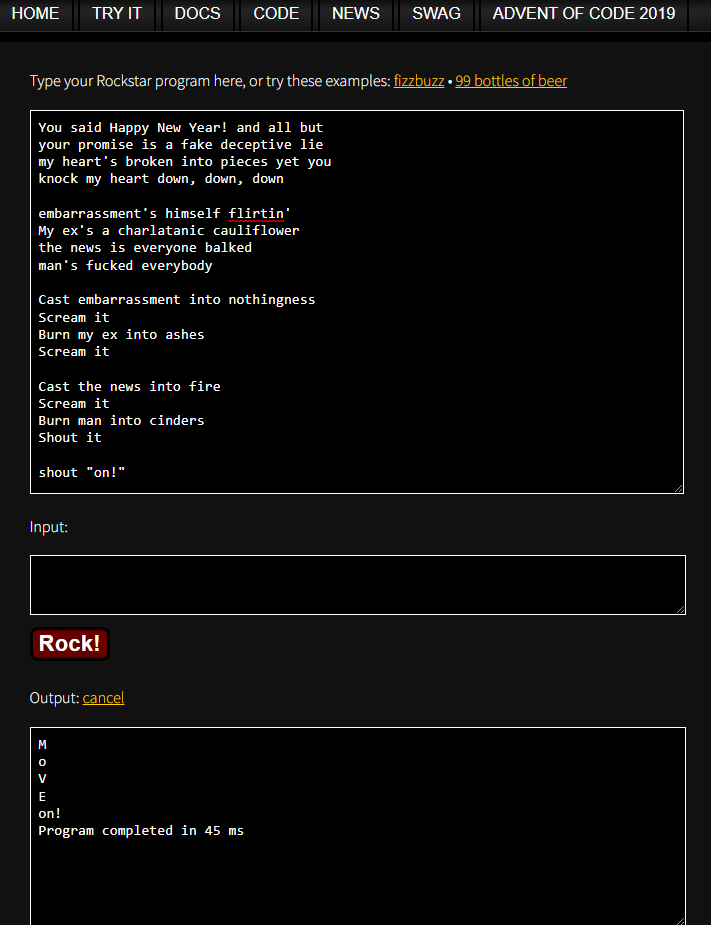 HOME TRY IT DOCS CODE NEWS SWAG ADVENT OF CODE 2019
Type your Rockstar program here, or try these examples: fizzbuzz • 99 bottles of beer
You said Happy New Year! and all but
your promise is a fake deceptive lie
my heart's broken into pieces yet you
knock my heart down, down, down
embarrassment's himself flirtin'
My ex's a charlatanic cauliflower
the news is everyone balked
man's fucked everybody
Cast embarrassment into nothingness
Scream it
Burn my ex into ashes
Scream it
Cast the news into fire
Scream it
Burn man into cinders
Shout it
shout "on!"
Input:
Rock!
Output: cancel
M
o
V
E
on!
Program completed in 45 ms